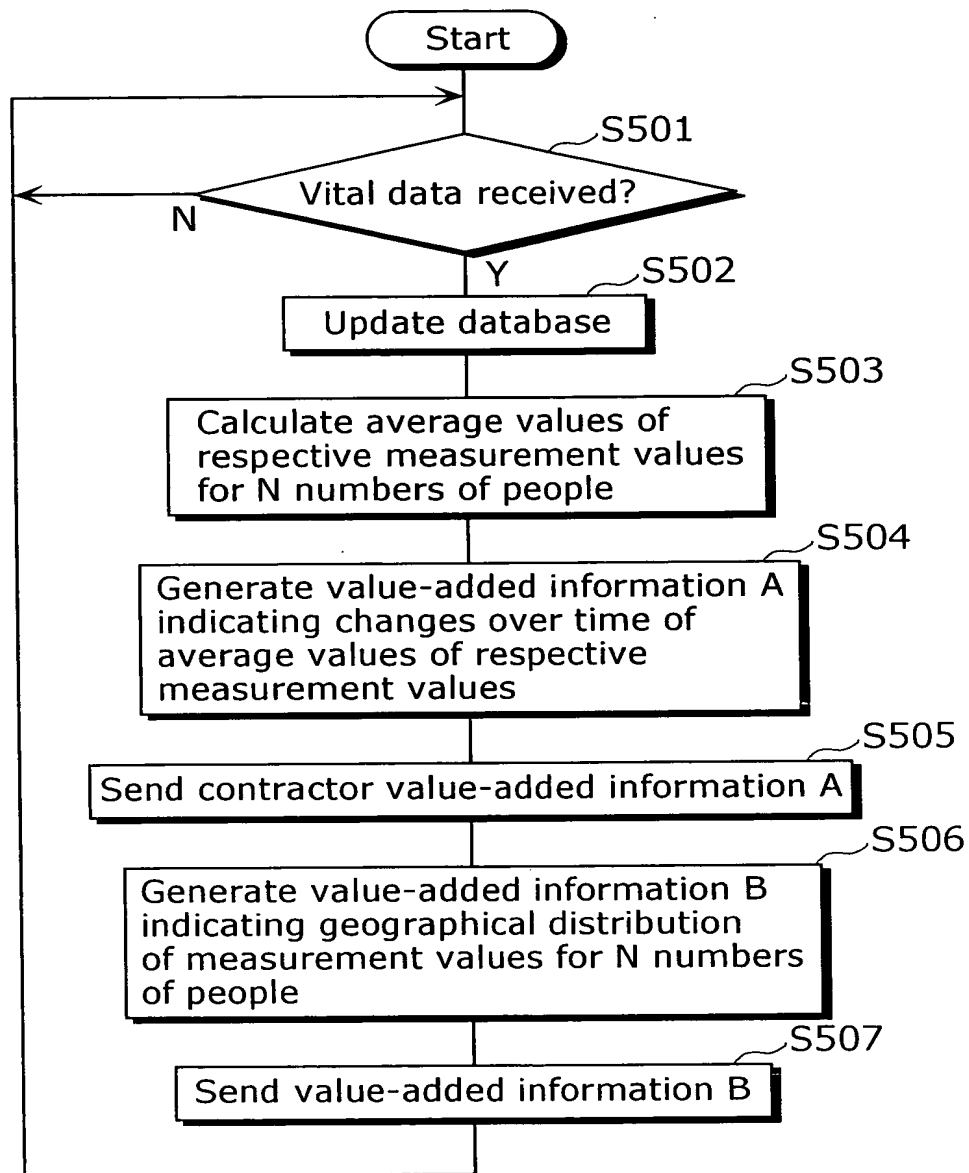 Start
S501
Vital data received?
N
Y
S502
Update database
S503
Calculate average values of
respective measurement values
for N numbers of people
S504
Generate value-added information A
indicating changes over time of
average values of respective
measurement values
S505
Send contractor value-added information A
S506
Generate value-added information B
indicating geographical distribution
of measurement values for N numbers
of people
S507
Send value-added information B